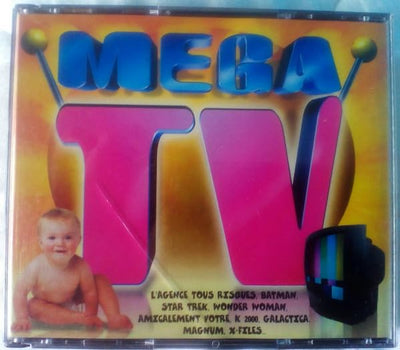 MEGA
TV
L'AGENCE TOUS RISQUES, BATMAN,
STAR TREK, WONDER WOMAN,
AMICALEMENT VOTRE, K 2000, GALACTICA,
MAGNUM, X-FILES...